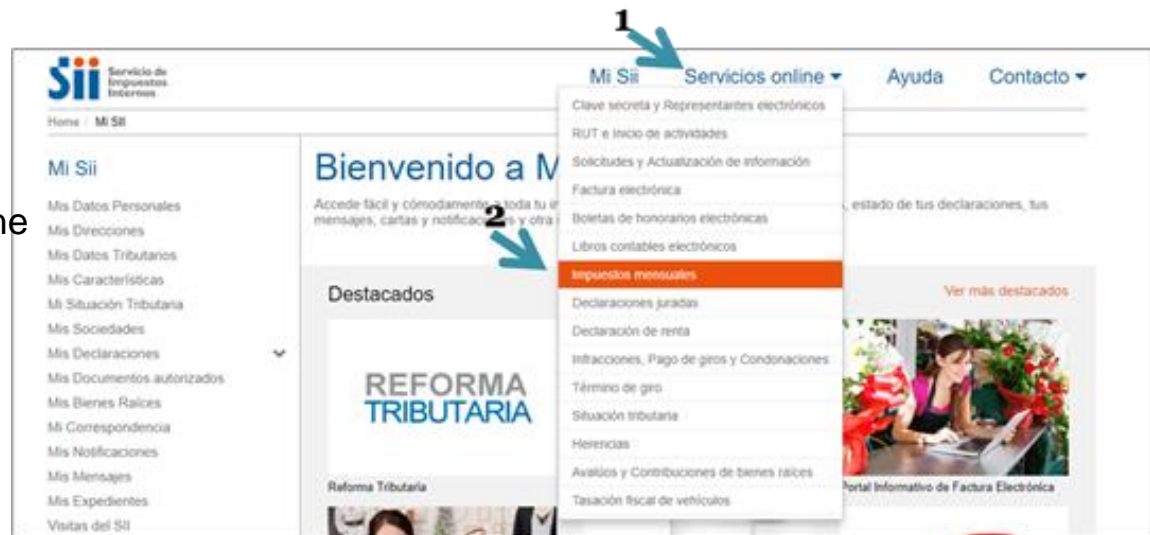 1
Sii Servicio de
Impuestos
Internos
Mi Sii Servicios online Ayuda Contacto
Home / Mi SII
Mi Sii
Mis Datos Personales
Mis Direcciones
Mis Datos Tributarios
Mis Características
Mi Situación Tributaria
Mis Sociedades
Mis Declaraciones
Mis Documentos autorizados
Mis Bienes Raíces
Mi Correspondencia
Mis Notificaciones
Mis Mensajes
Mis Expedientes
Visitas del SII
ne
Bienvenido a M
Accede fácil y cómodamente a toda tu in
, estado de tus declaraciones, tus
mensajes, cartas y notificaciones y otra i
2
Clave secreta y Representantes electrónicos
RUT e Inicio de actividades
Solicitudes y Actualización de información
Factura electrónica
Boletas de honorarios electrónicas
Libros contables electrónicos
Impuestos mensuales
Declaraciones juradas
Declaración de renta
Infracciones, Pago de giros y Condonaciones
Término de giro
Situación tributaria
Herencias
Avalúos y Contribuciones de bienes raíces
Tasación fiscal de vehículos
Destacados
Ver más destacados
REFORMA
TRIBUTARIA
Reforma Tributaria
Portal Informativo de Factura Electrónica